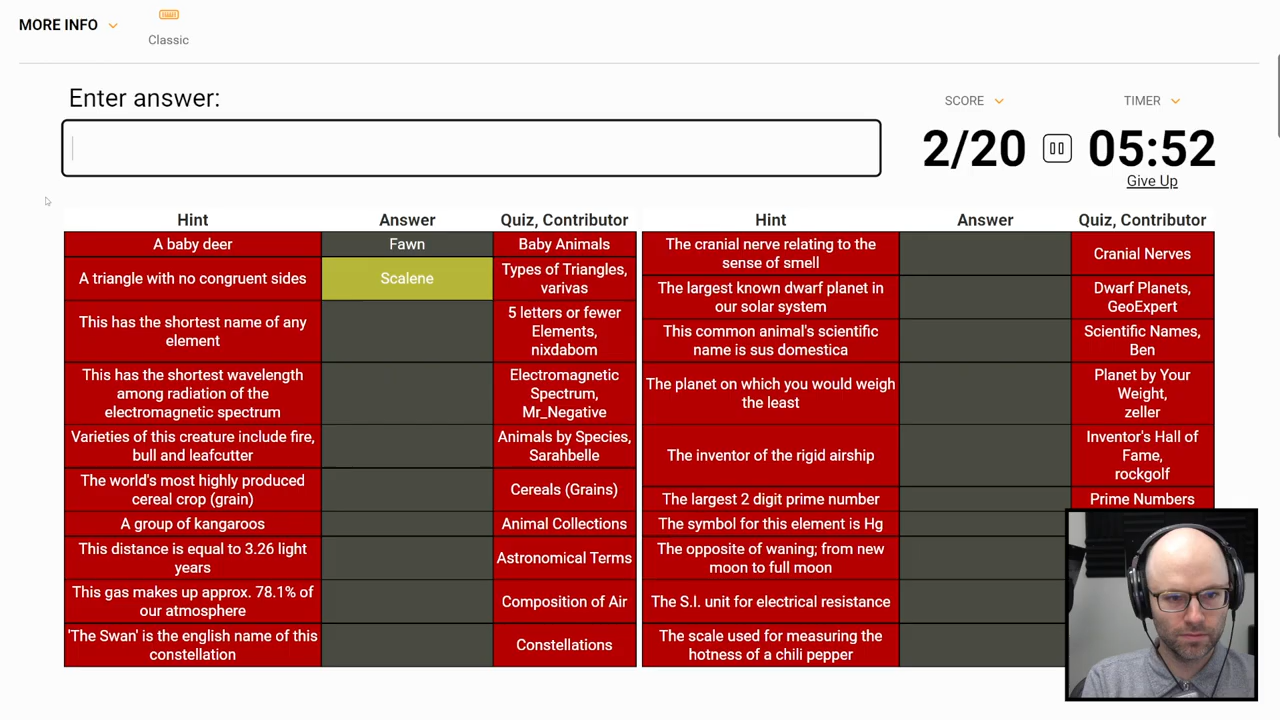 MORE INFO
Classic
Enter answer:
SCORE
TIMER
2/20
05:52
Give Up
Hint Answer Quiz, Contributor
A baby deer Fawn Baby Animals
A triangle with no congruent sides Scalene Types of Triangles,
varivas
This has the shortest name of any
element
5 letters or fewer
Elements,
nixdabom
This has the shortest wavelength
among radiation of the
electromagnetic spectrum
Electromagnetic
Spectrum,
Mr_Negative
Varieties of this creature include fire,
bull and leafcutter
Animals by Species,
Sarahbelle
The world's most highly produced
cereal crop (grain)
Cereals (Grains)
A group of kangaroos Animal Collections
This distance is equal to 3.26 light
years
Astronomical Terms
This gas makes up approx. 78.1% of
our atmosphere
Composition of Air
'The Swan' is the english name of this
constellation
Constellations
Hint Answer Quiz, Contributor
The cranial nerve relating to the
sense of smell
Cranial Nerves
The largest known dwarf planet in
our solar system
Dwarf Planets,
GeoExpert
This common animal's scientific
name is sus domestica
Scientific Names,
Ben
The planet on which you would weigh
the least
Planet by Your
Weight,
zeller
The inventor of the rigid airship
Inventor's Hall of
Fame,
rockgolf
The largest 2 digit prime number Prime Numbers
The symbol for this element is Hg
The opposite of waning; from new
moon to full moon
The S.I. unit for electrical resistance
The scale used for measuring the
hotness of a chili pepper